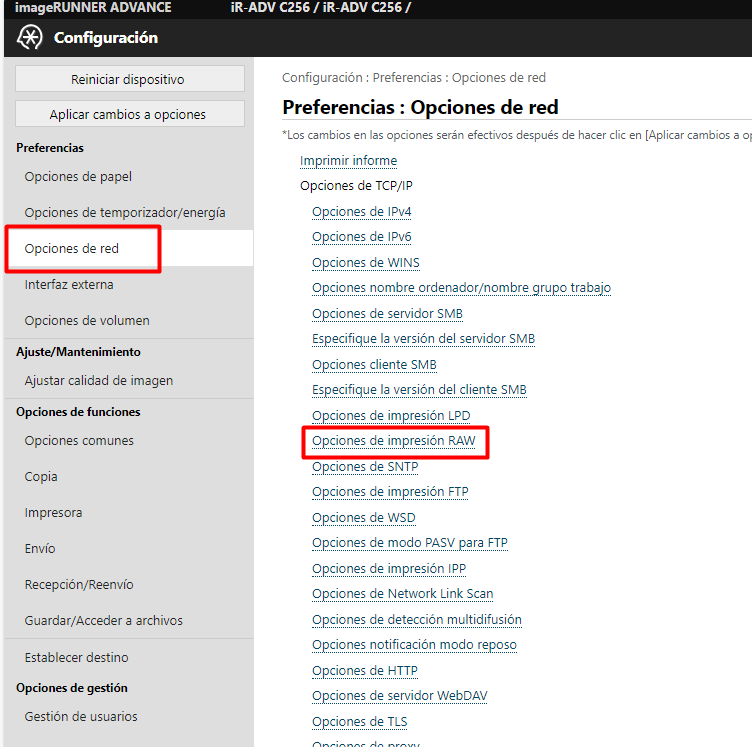 imageRUNNER ADVANCE iR-ADV C256 / iR-ADV C256 /
Configuración
Reiniciar dispositivo
Aplicar cambios a opciones
Preferencias
Opciones de papel
Opciones de temporizador/energía
Opciones de red
Interfaz externa
Opciones de volumen
Ajuste/Mantenimiento
Ajustar calidad de imagen
Opciones de funciones
Opciones comunes
Copia
Impresora
Envío
Recepción/Reenvío
Guardar/Acceder a archivos
Establecer destino
Opciones de gestión
Gestión de usuarios
Configuración : Preferencias : Opciones de red
Preferencias : Opciones de red
*Los cambios en las opciones serán efectivos después de hacer clic en [Aplicar cambios a
Imprimir informe
Opciones de TCP/IP
Opciones de IPv4
Opciones de IPv6
Opciones de WINS
Opciones nombre ordenador/nombre grupo trabajo
Opciones de servidor SMB
Especifique la versión del servidor SMB
Opciones cliente SMB
Especifique la versión del cliente SMB
Opciones de impresión LPD
Opciones de impresión RAW
Opciones de SNTP
Opciones de impresión FTP
Opciones de WSD
Opciones de modo PASV para FTP
Opciones de impresión IPP
Opciones de Network Link Scan
Opciones de detección multidifusión
Opciones notificación modo reposo
Opciones de HTTP
Opciones de servidor WebDAV
Opciones de TLS
Opciones de proxy